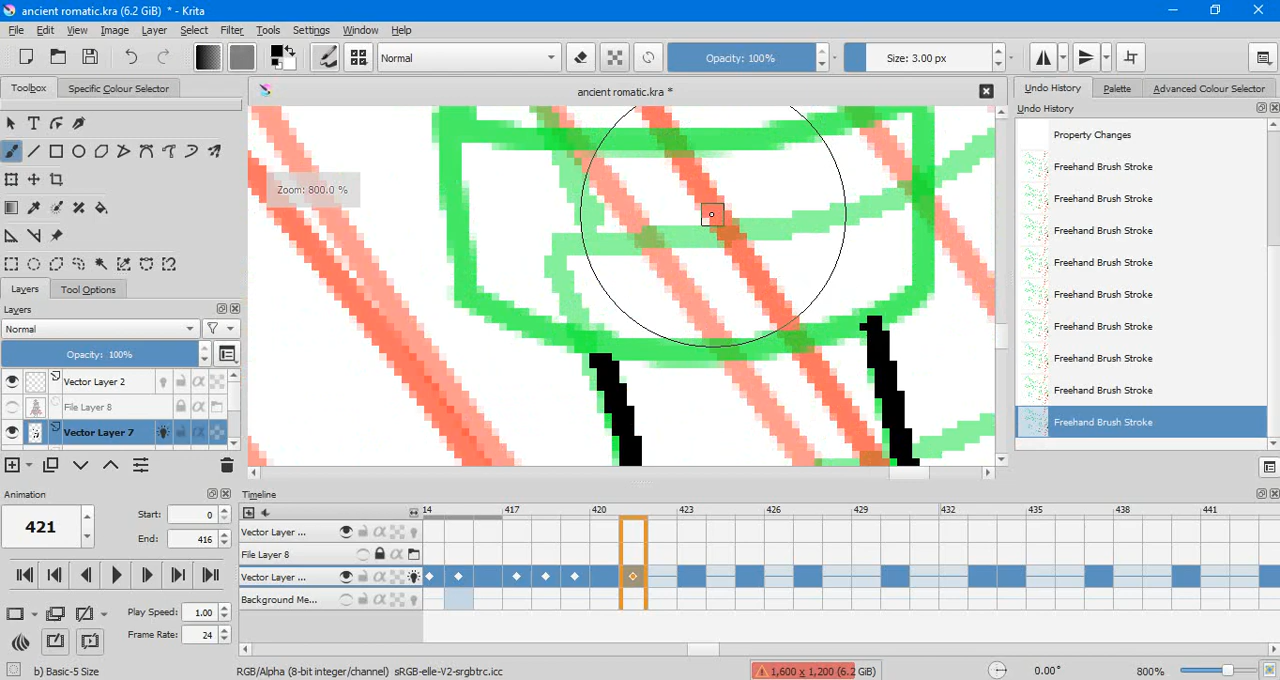 ancient romatic.kra (6.2 GiB) * - Krita
File Edit View Image Layer Select Filter Tools Settings Window Help
Normal Opacity: 100% Size: 3.00 px
Toolbox Specific Colour Selector
ancient romatic.kra *
Undo History Palette Advanced Colour Selector
Undo History
Property Changes
Freehand Brush Stroke
Freehand Brush Stroke
Freehand Brush Stroke
Freehand Brush Stroke
Freehand Brush Stroke
Freehand Brush Stroke
Freehand Brush Stroke
Freehand Brush Stroke
Freehand Brush Stroke
Zoom: 800.0 %
Layers Tool Options
Layers
Normal
Opacity: 100%
Vector Layer 2
File Layer 8
Vector Layer 7
Animation
421
Start: 0
End: 416
Play Speed: 1.00
Frame Rate: 24
Timeline
14 417 420 423 426 429 432 435 438 441
Vector Layer ...
File Layer 8
Vector Layer ...
Background Me...
b) Basic-5 Size
RGB/Alpha (8-bit integer/channel) sRGB-elle-V2-srgbtrc.icc
1,600 x 1,200 (6.2 GiB)
0.00°
800%